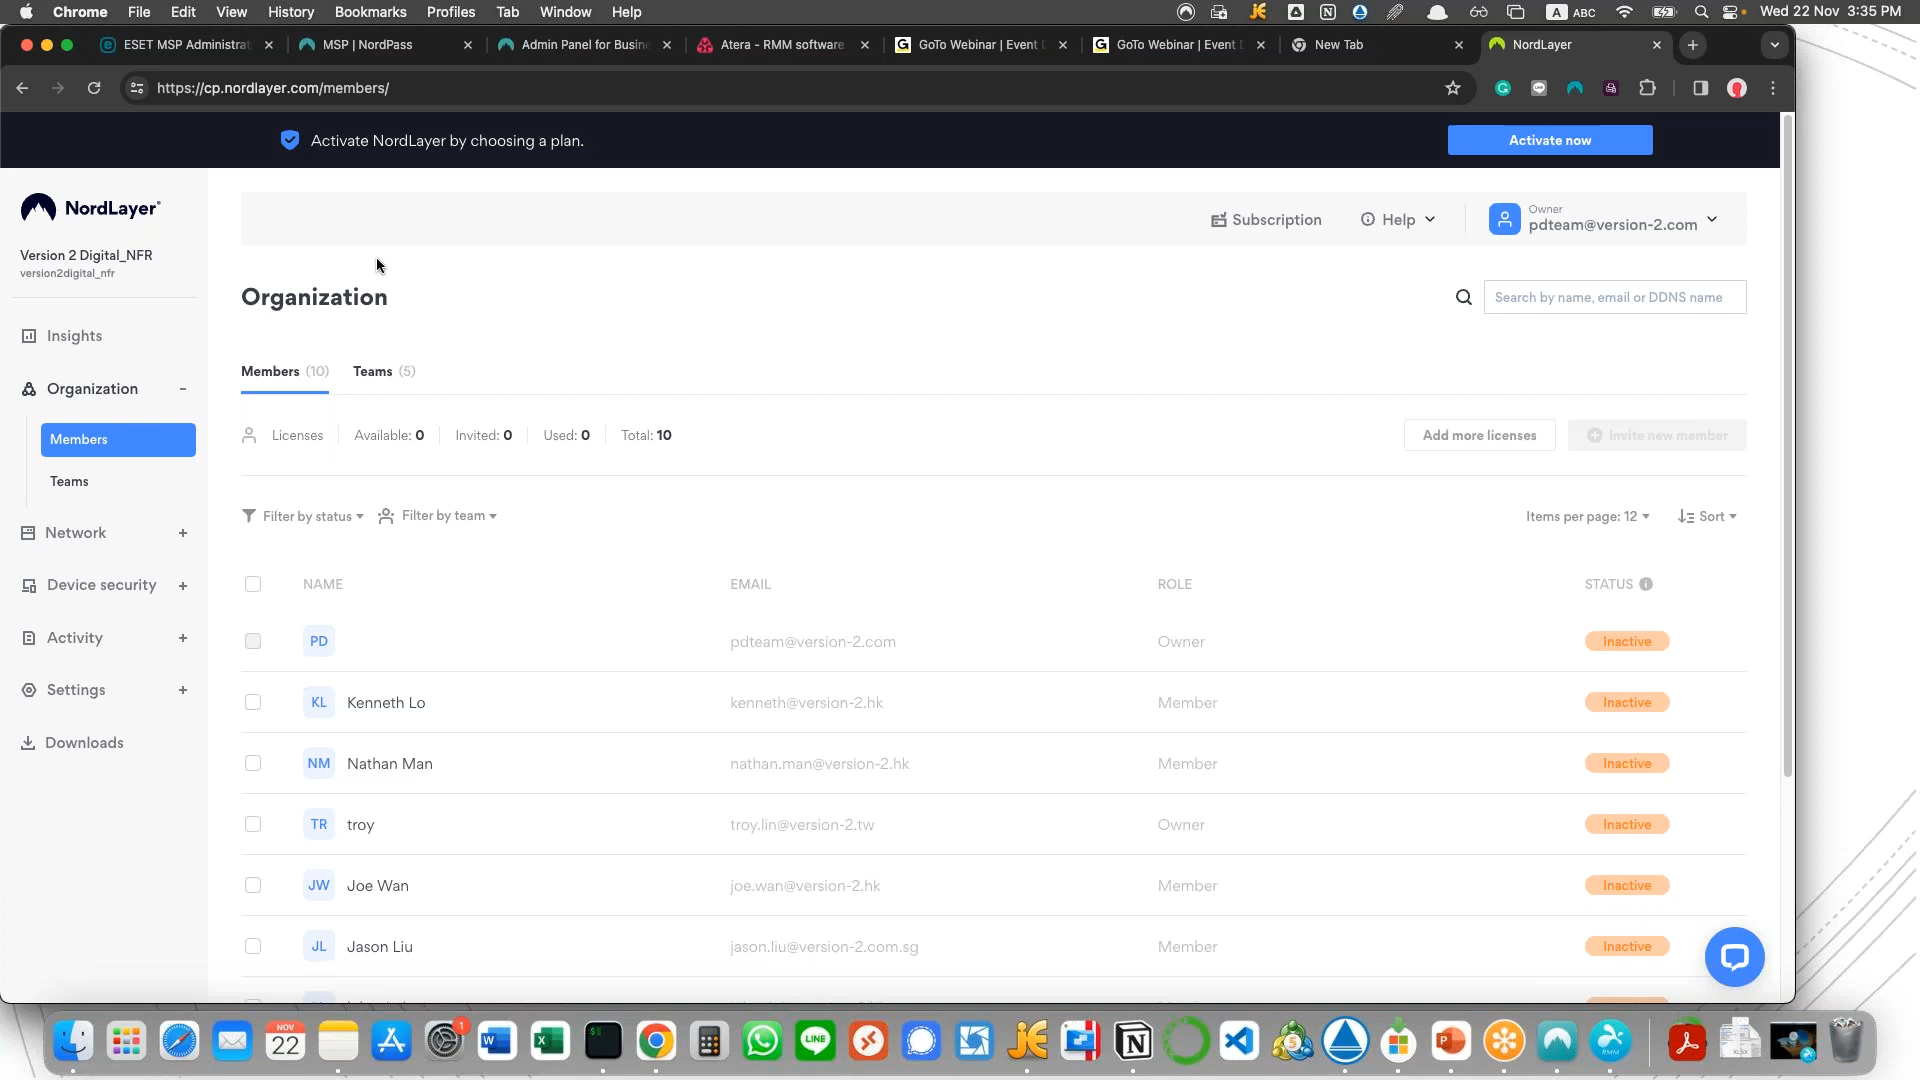 Chrome File Edit View History Bookmarks Profiles Tab Window Help
A ABC Wed 22 Nov 3:35 PM
ESET MSP Administrat
MSP | NordPass
Admin Panel for Busine
Atera - RMM software
GoTo Webinar | Event D
GoTo Webinar | Event D
New Tab
NordLayer
https://cp.nordlayer.com/members/
Activate NordLayer by choosing a plan.
Activate now
NordLayer
Version 2 Digital_NFR
version2digital_nfr
Insights
Organization
Members
Teams
Network
Device security
Activity
Settings
Downloads
Subscription
Help
Owner
pdteam@version-2.com
Organization
Search by name, email or DDNS name
Members (10) Teams (5)
Licenses Available: 0 Invited: 0 Used: 0 Total: 10
Add more licenses
Invite new member
Filter by status Filter by team
Items per page: 12 Sort
NAME EMAIL ROLE STATUS
PD pdteam@version-2.com Owner Inactive
KL Kenneth Lo kenneth@version-2.hk Member Inactive
NM Nathan Man nathan.man@version-2.hk Member Inactive
TR troy troy.lin@version-2.tw Owner Inactive
JW Joe Wan joe.wan@version-2.hk Member Inactive
JL Jason Liu jason.liu@version-2.com.sg Member Inactive
NOV
22
1
LINE
5
RMM
XLSX